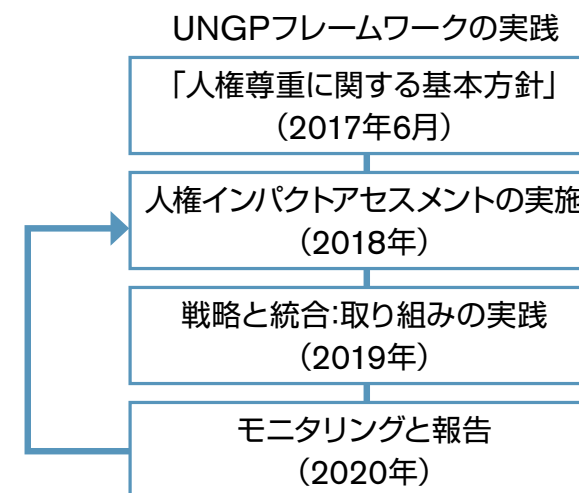 UNGPフレームワークの実践
「人権尊重に関する基本方針」
（2017年6月）
人権インパクトアセスメントの実施
（2018年）
戦略と統合:取り組みの実践
（2019年）
モニタリングと報告
（2020年）